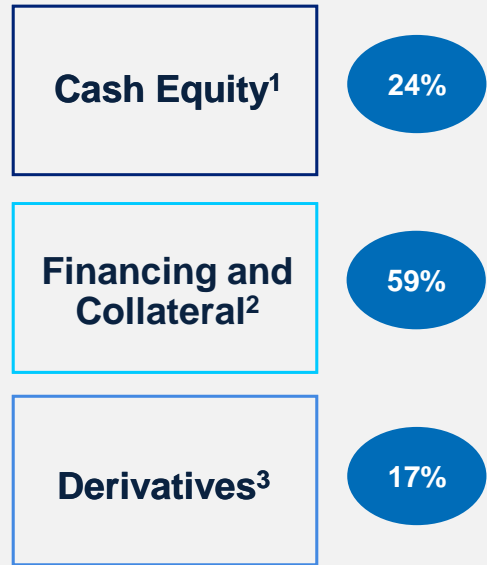 Cash Equity¹
24%
Financing and
Collateral²
59%
Derivatives³
17%